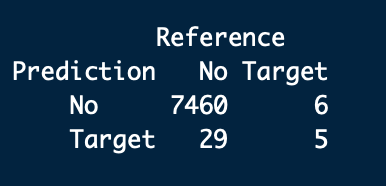 Reference
Prediction No Target
No 7460 6
Target 29 5